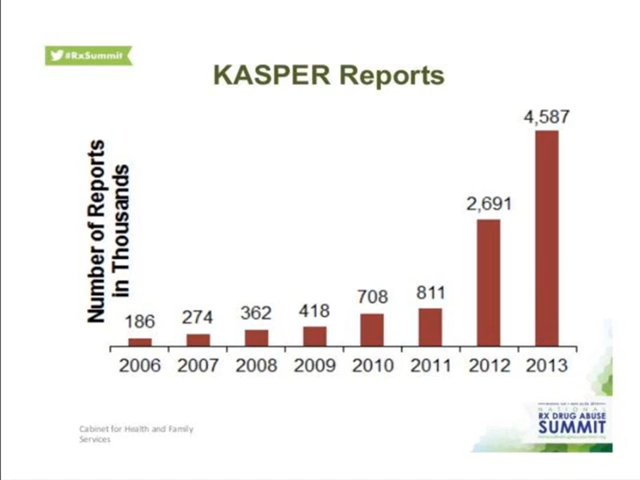 #RxSummit
KASPER Reports
Number of Reports
in Thousands
186
274
362
418
708
811
2,691
4,587
2006 2007 2008 2009 2010 2011 2012 2013
Cabinet for Health and Family
Services
NATIONAL
RX DRUG ABUSE
SUMMIT